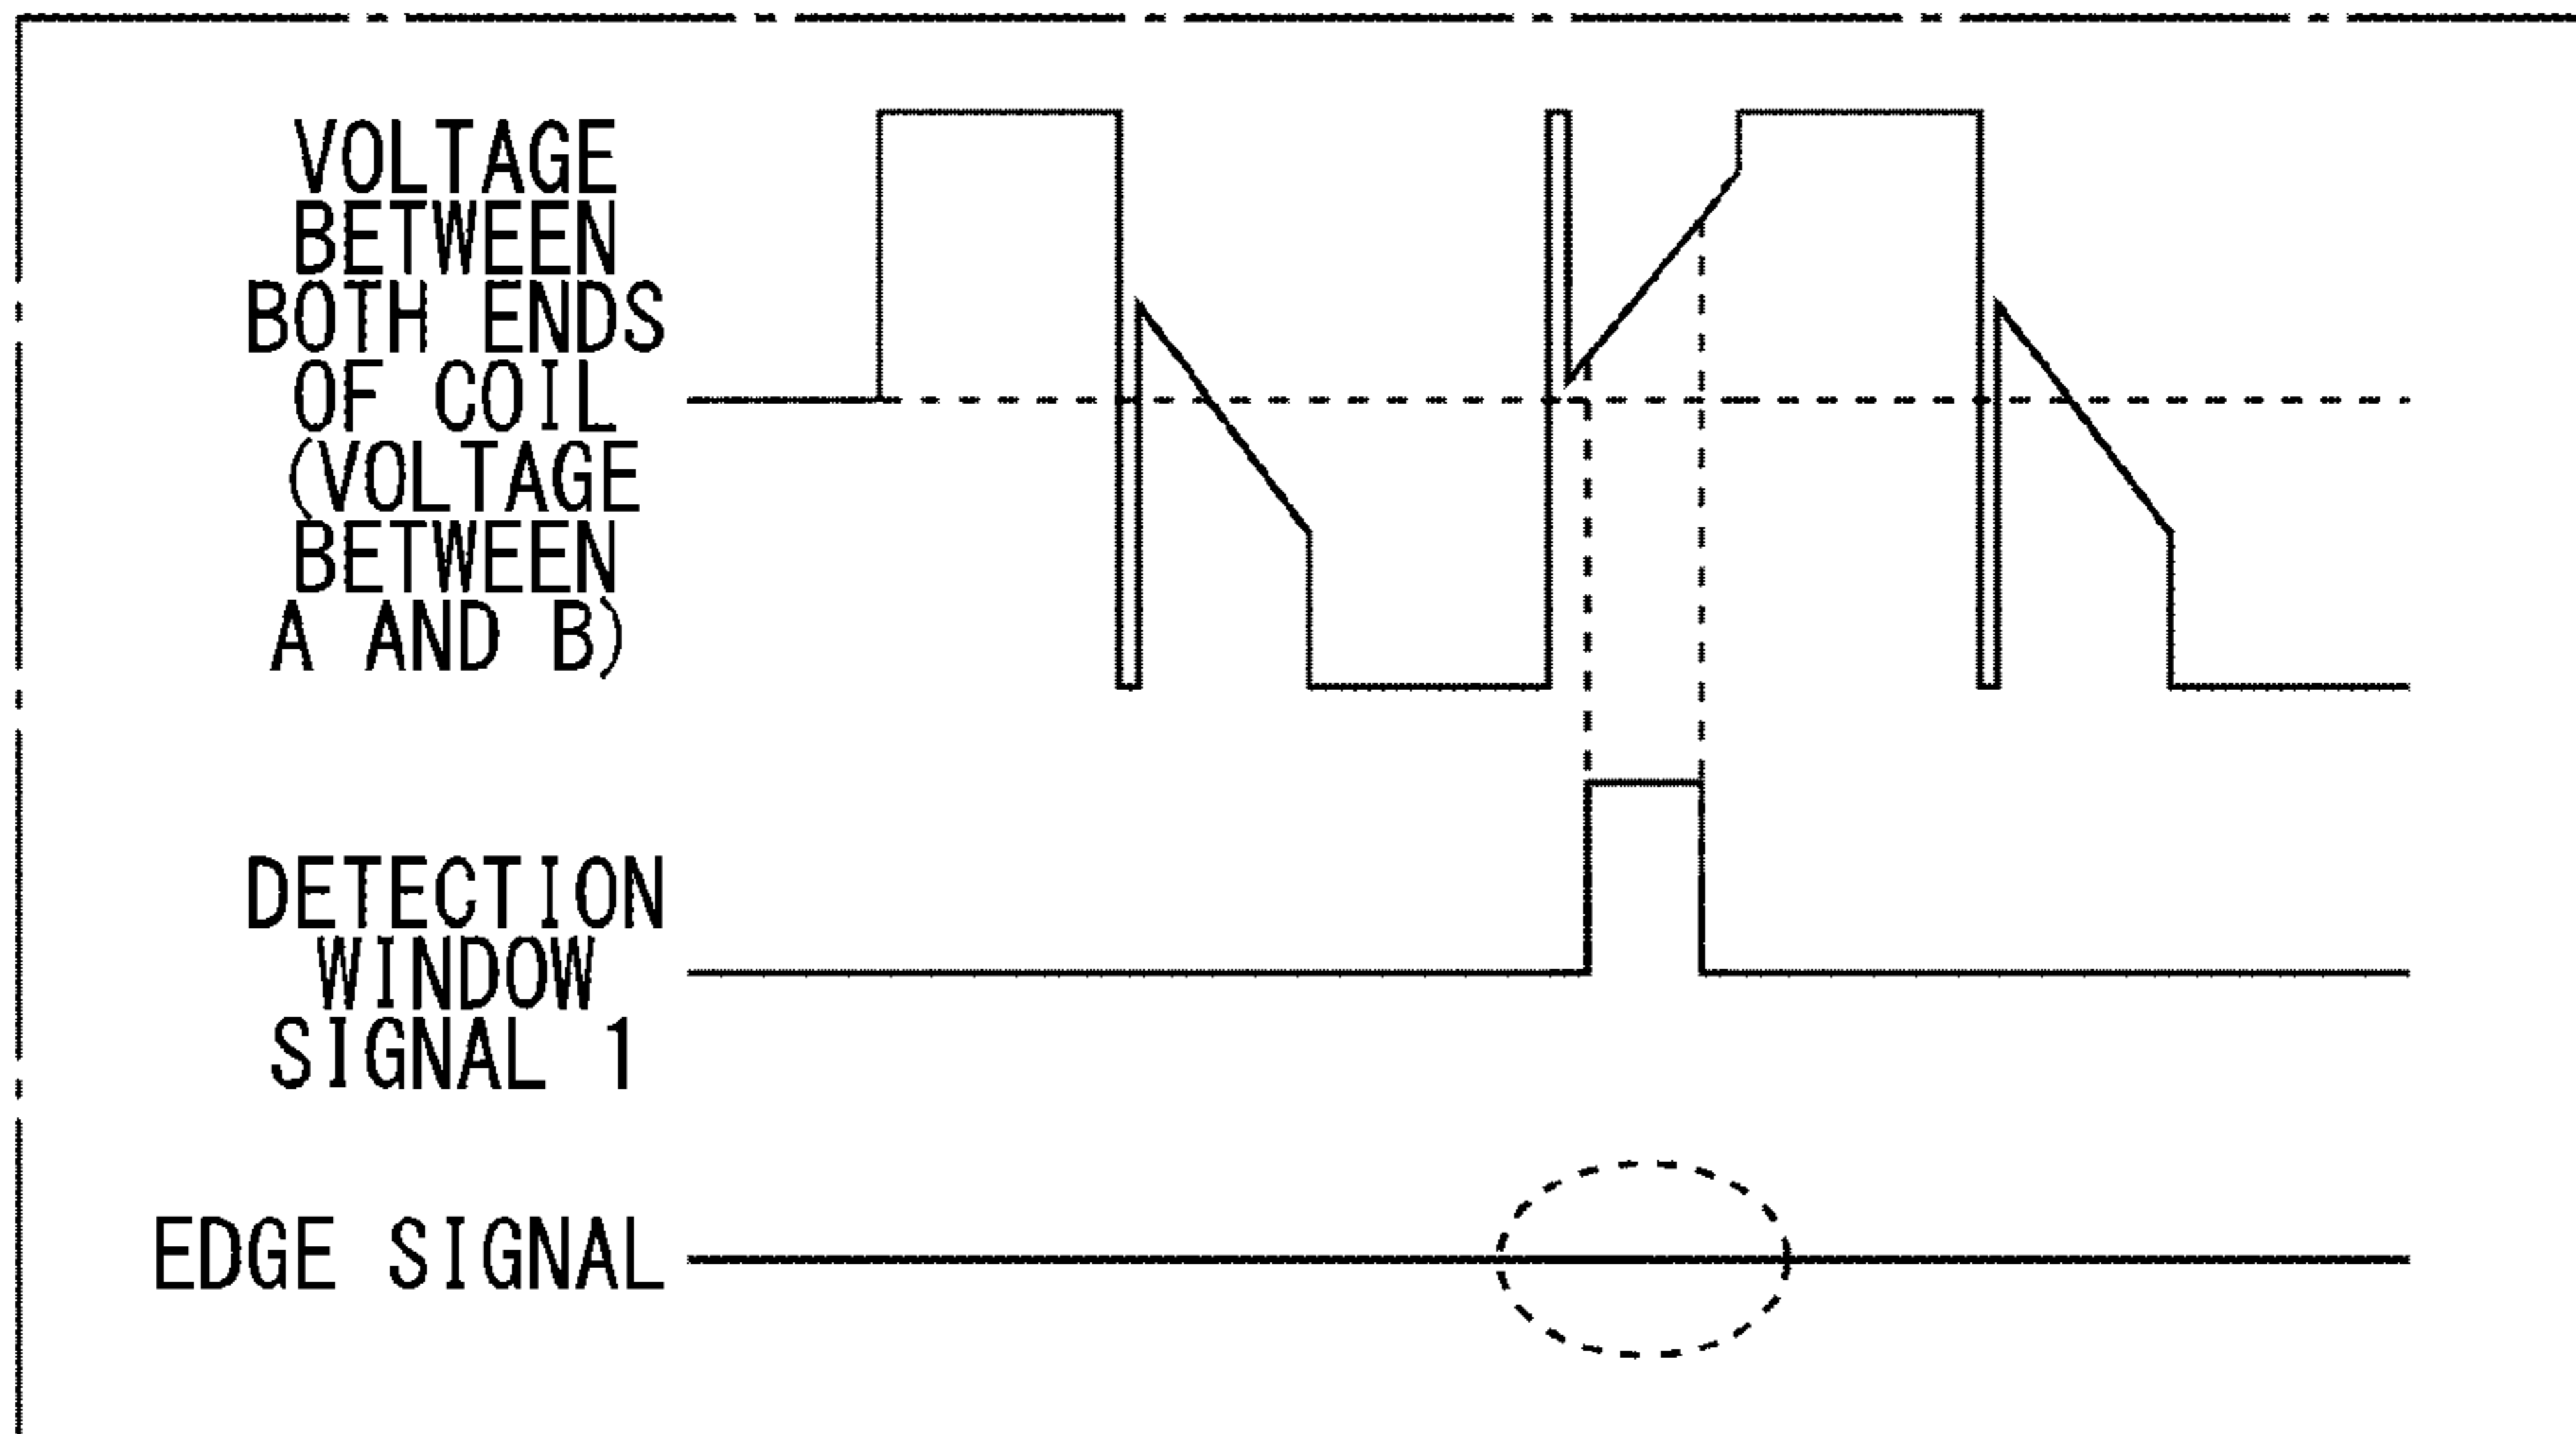 VOLTAGE
BETWEEN
BOTH ENDS
OF COIL
(VOLTAGE
BETWEEN
A AND B)
DETECTION
WINDOW
SIGNAL 1
EDGE SIGNAL